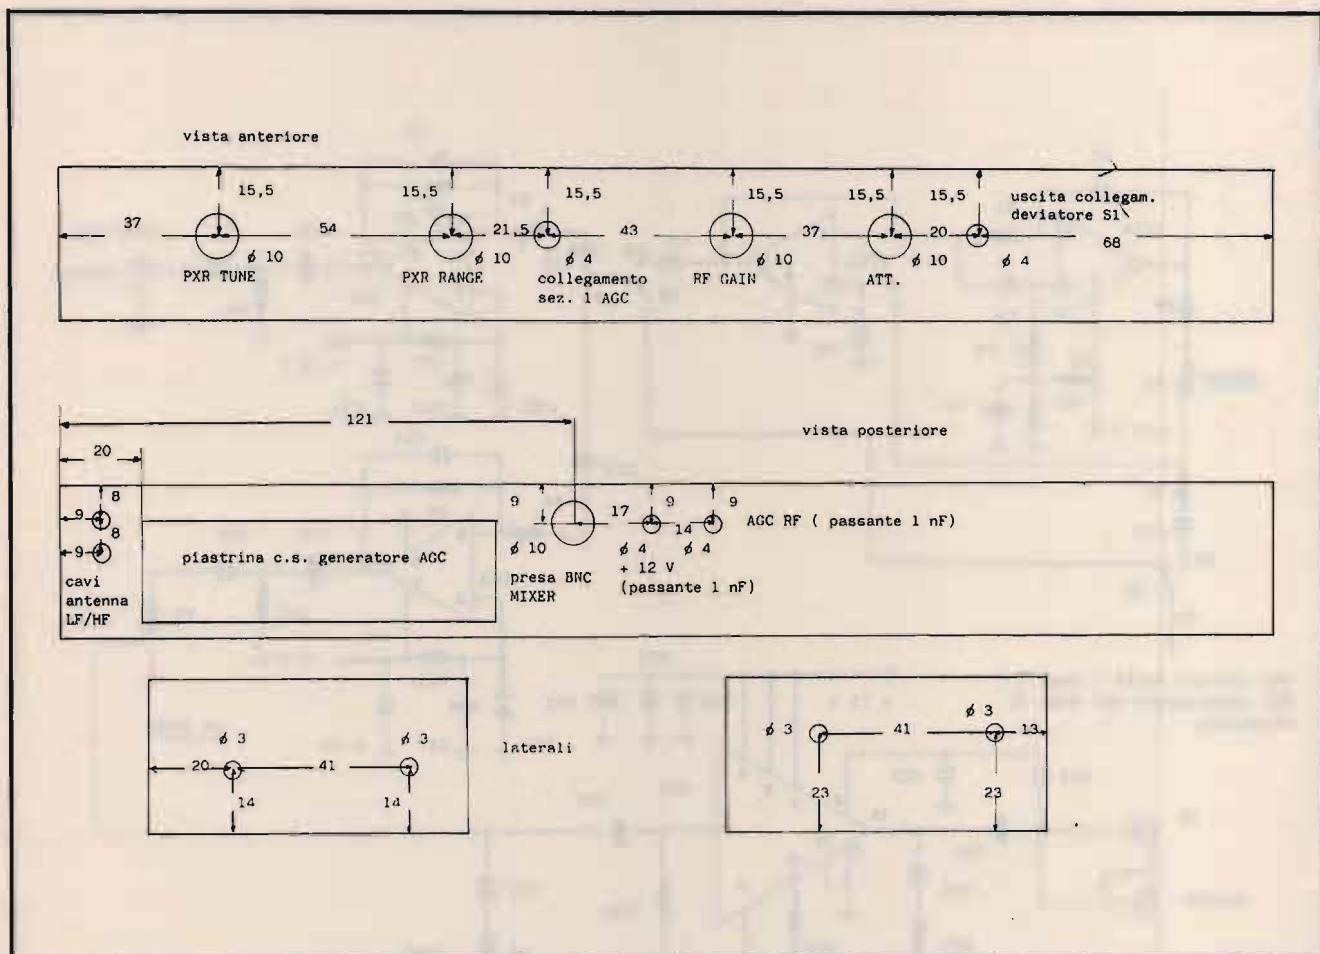 vista anteriore
15,5 15,5 15,5 15,5 15,5 15,5
uscita collegam.
deviatore S1
37 54 21,5 43 37 20 68
ϕ 10 ϕ 10 ϕ 4 ϕ 10 ϕ 10 ϕ 4
PXR TUNE PXR RANGE collegamento RF GAIN ATT.
sez. 1 AGC
121
vista posteriore
20
8 9 9 9
9 17 14 AGC RF ( passante 1 nF)
8
9 piastrina c.s. generatore AGC ϕ 10 ϕ 4 ϕ 4
cavi
antenna
LF/HF
presa BNC
MIXER
+ 12 V
(passante 1 nF)
ϕ 3 ϕ 3
20 41
14 14
laterali
ϕ 3 ϕ 3
41 13
23 23